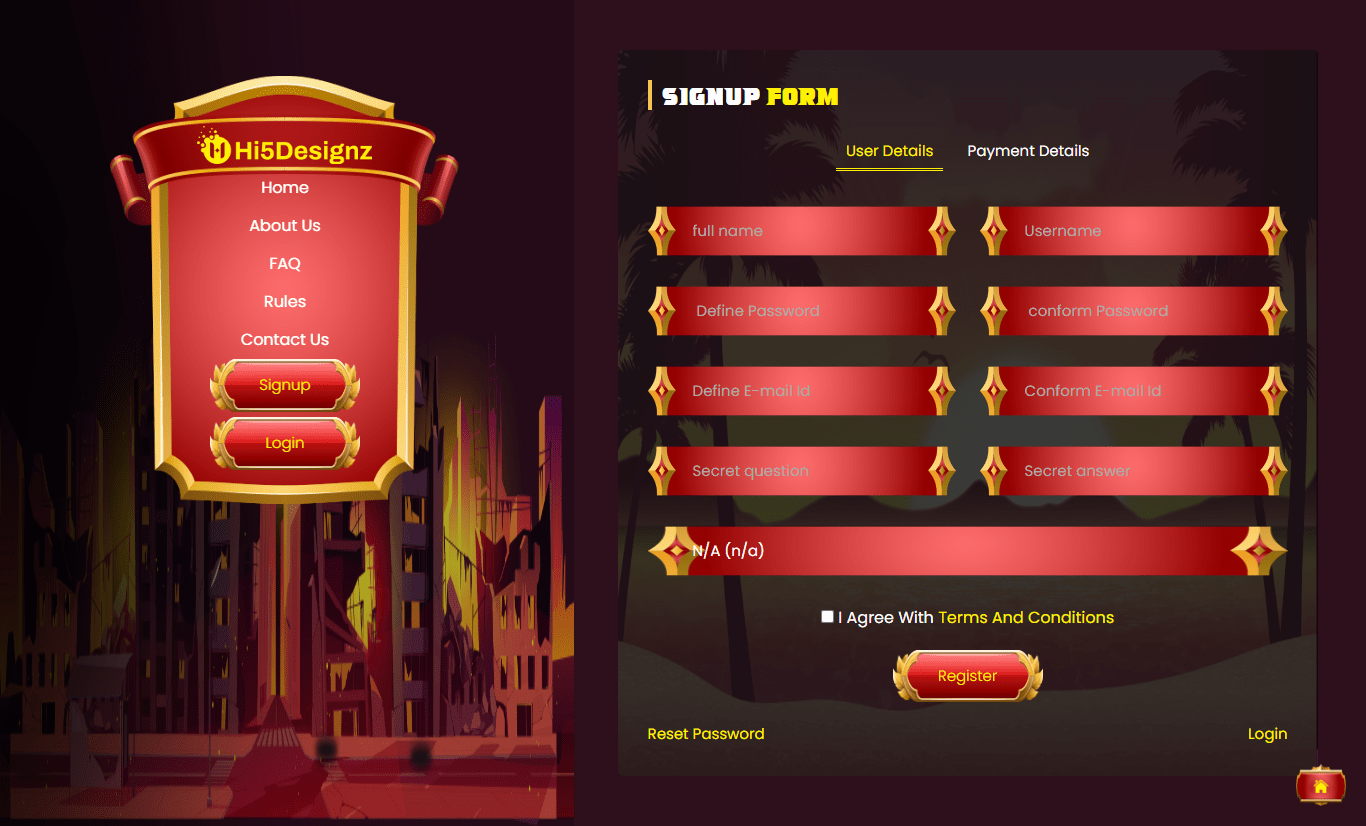 Hi5Designz
Home
About Us
FAQ
Rules
Contact Us
Signup
Login
SIGNUP FORM
User Details Payment Details
full name Username
Define Password conform Password
Define E-mail Id Conform E-mail Id
Secret question Secret answer
N/A (n/a)
I Agree With Terms And Conditions
Register
Reset Password Login